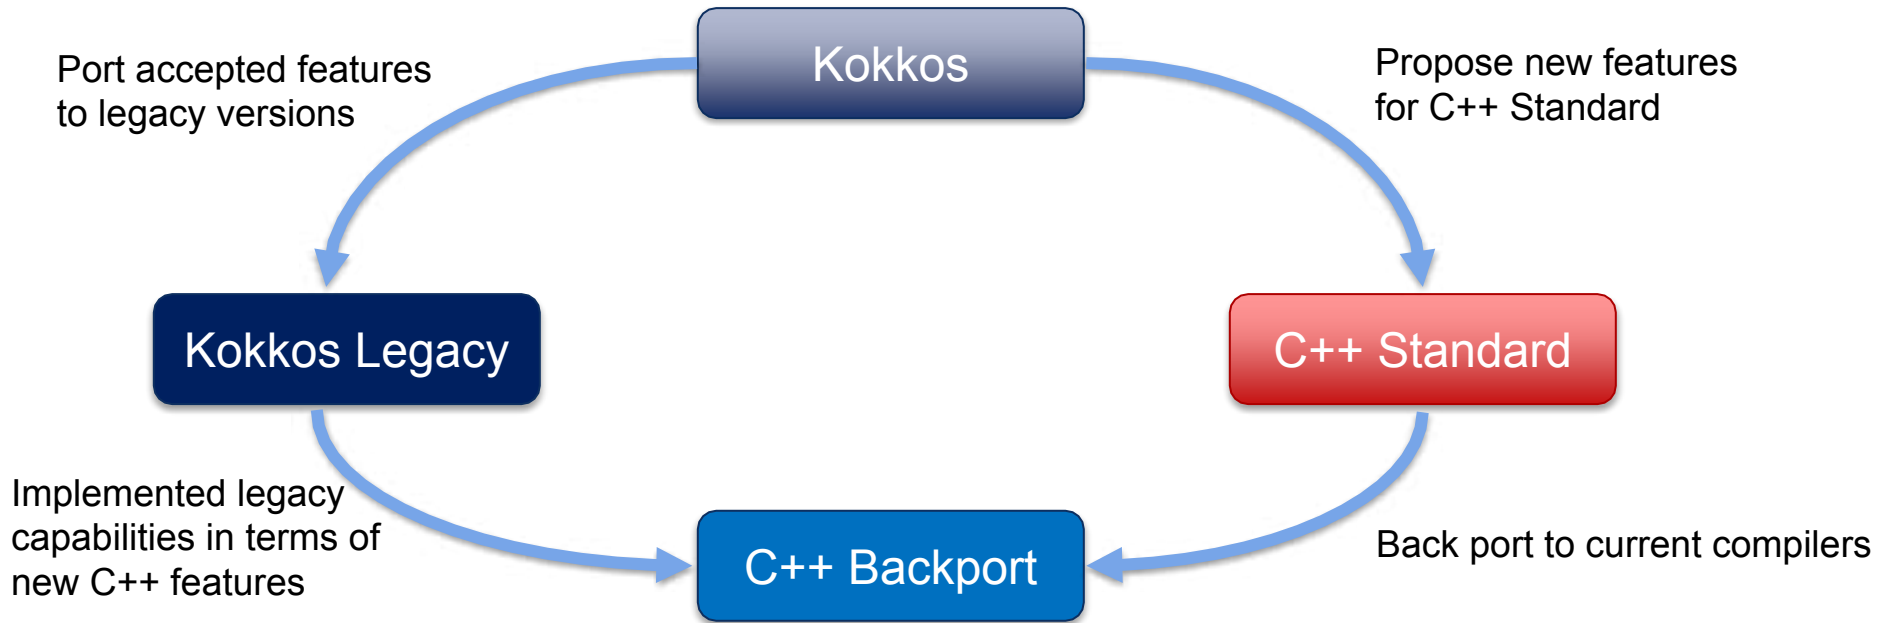 Kokkos
Port accepted features
to legacy versions
Propose new features
for C++ Standard
Kokkos Legacy
C++ Standard
Implemented legacy
capabilities in terms of
new C++ features
C++ Backport
Back port to current compilers